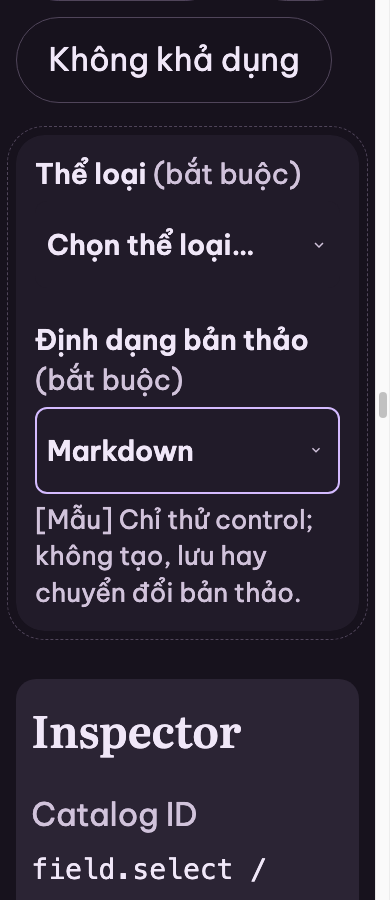 Không khả dụng
Thể loại (bắt buộc)
Chọn thể loại...
Định dạng bản thảo
(bắt buộc)
Markdown
[Mẫu] Chỉ thử control;
không tạo, lưu hay
chuyển đổi bản thảo.
Inspector
Catalog ID
field.select /